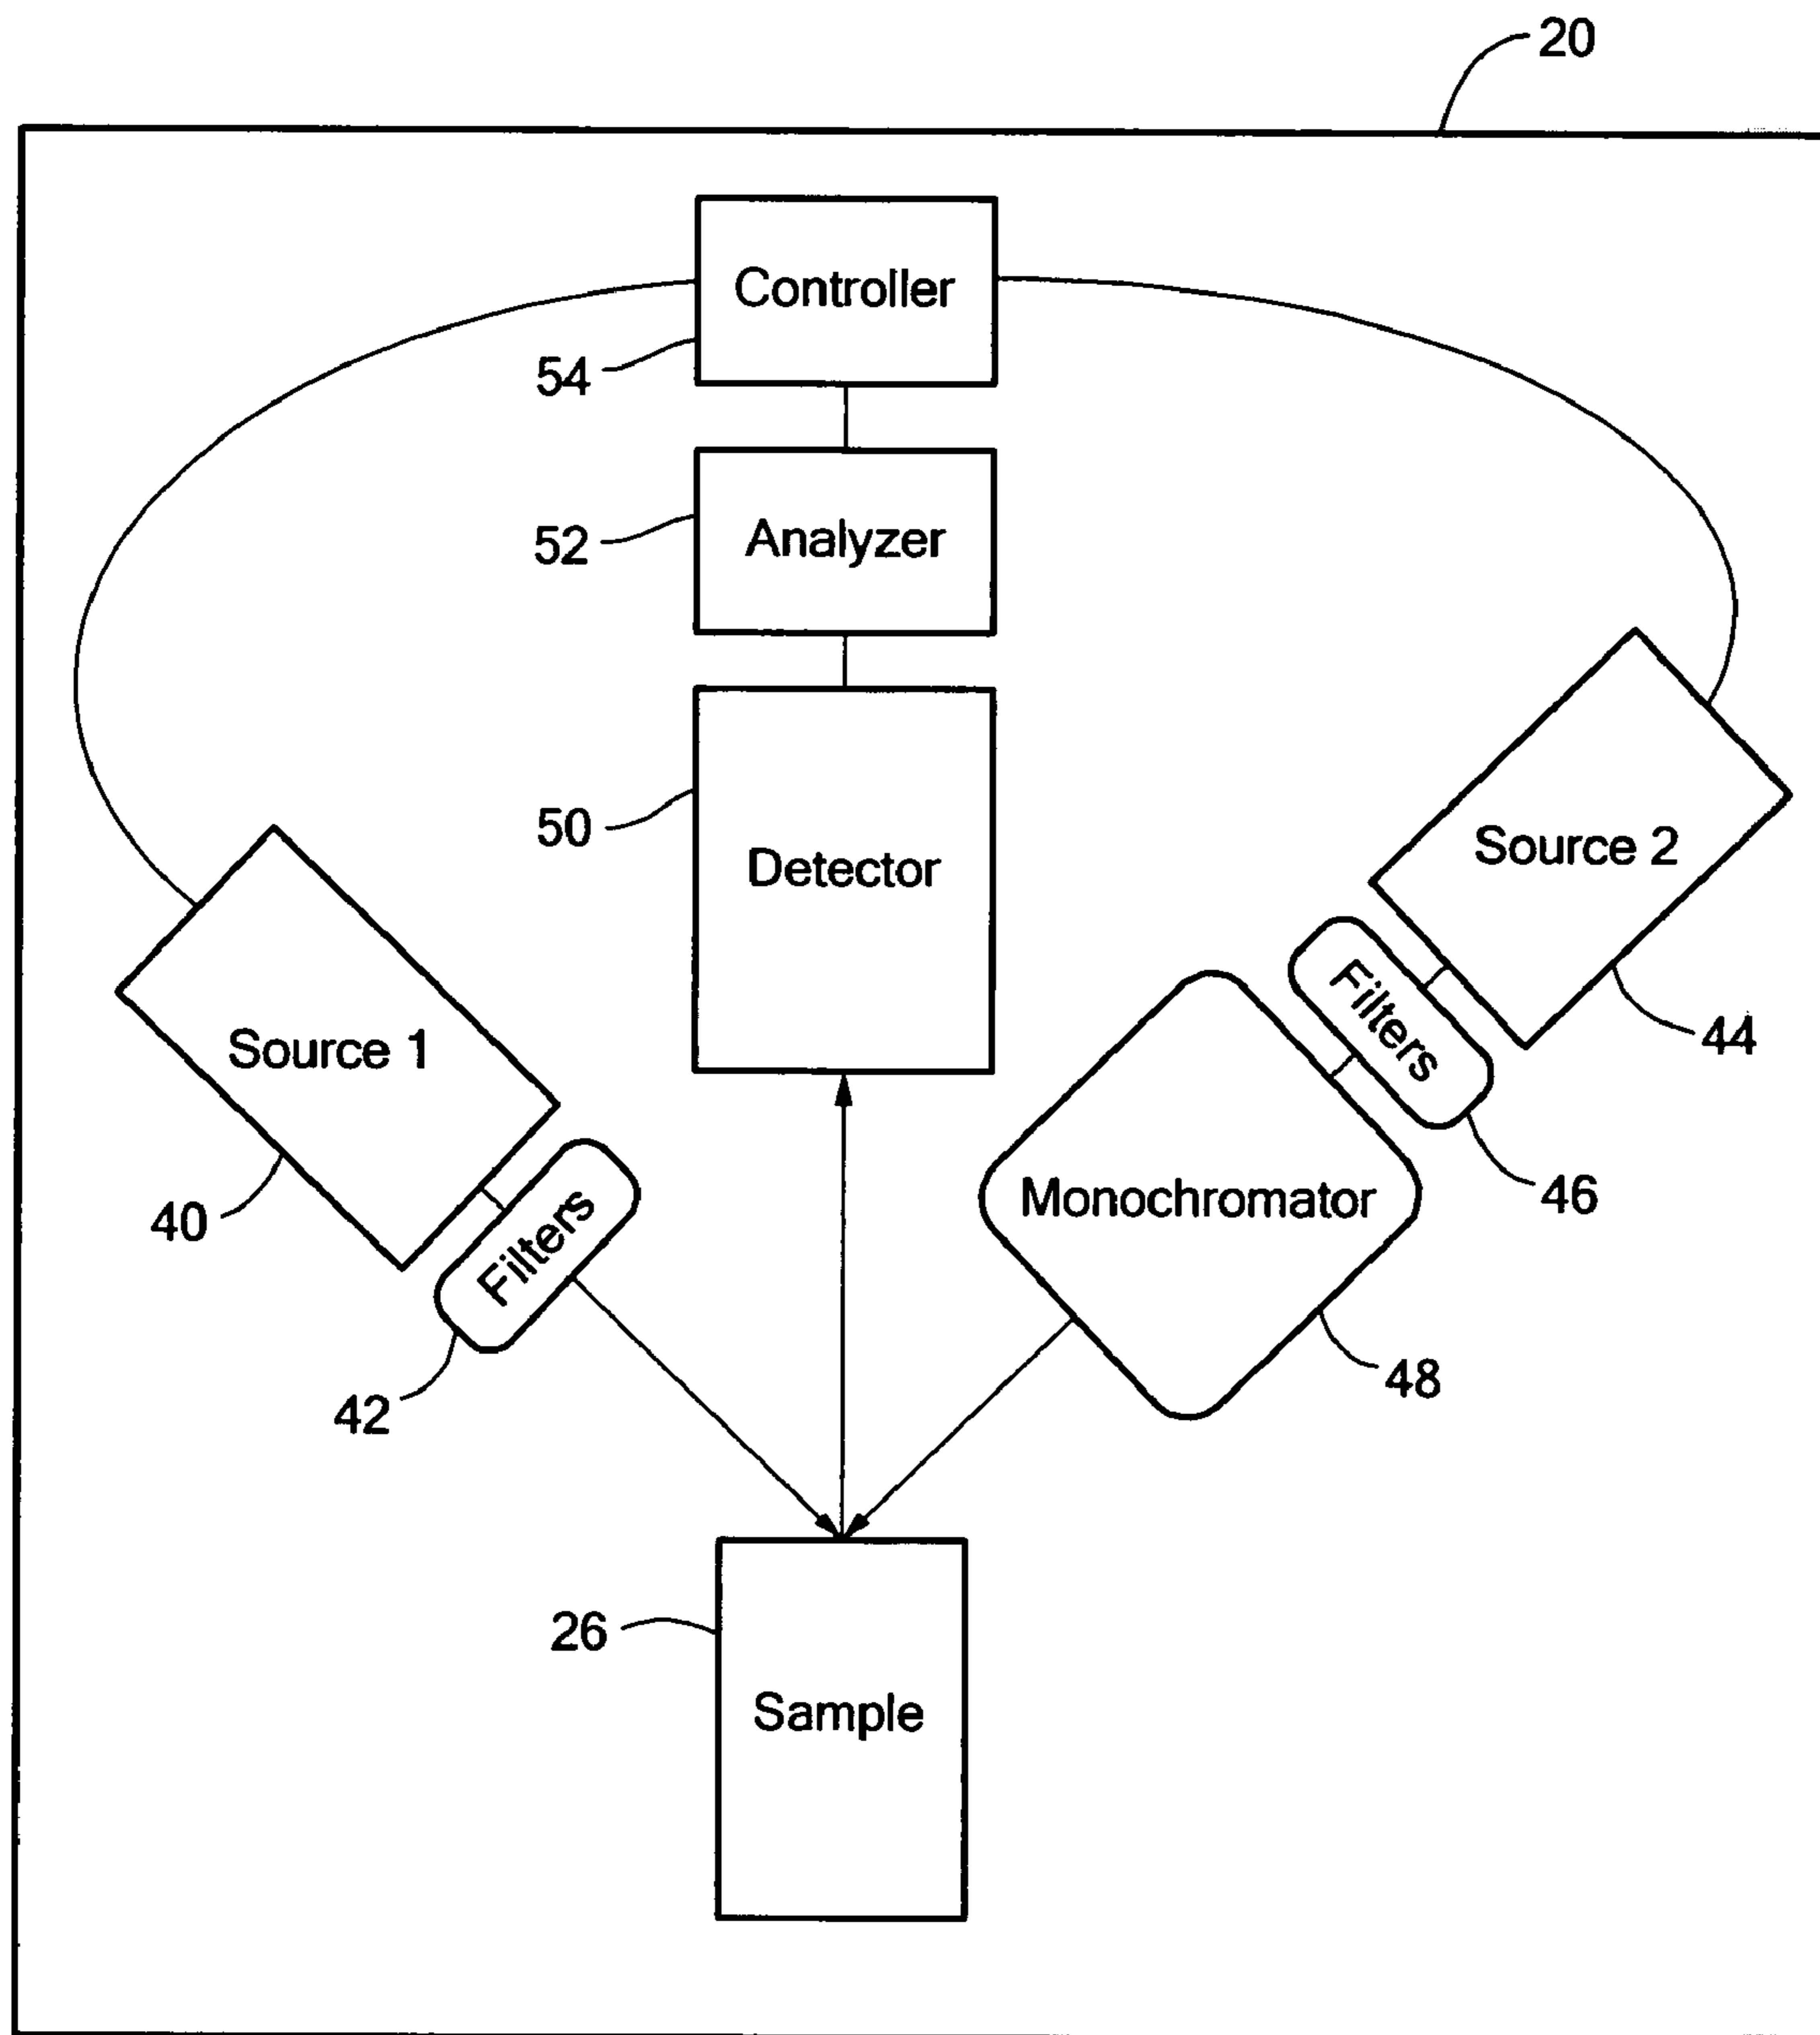 20
Controller
54
Analyzer
52
50
Detector
Source 2
Source 1
Filters
44
Monochromator
46
40
Filters
48
42
26
Sample